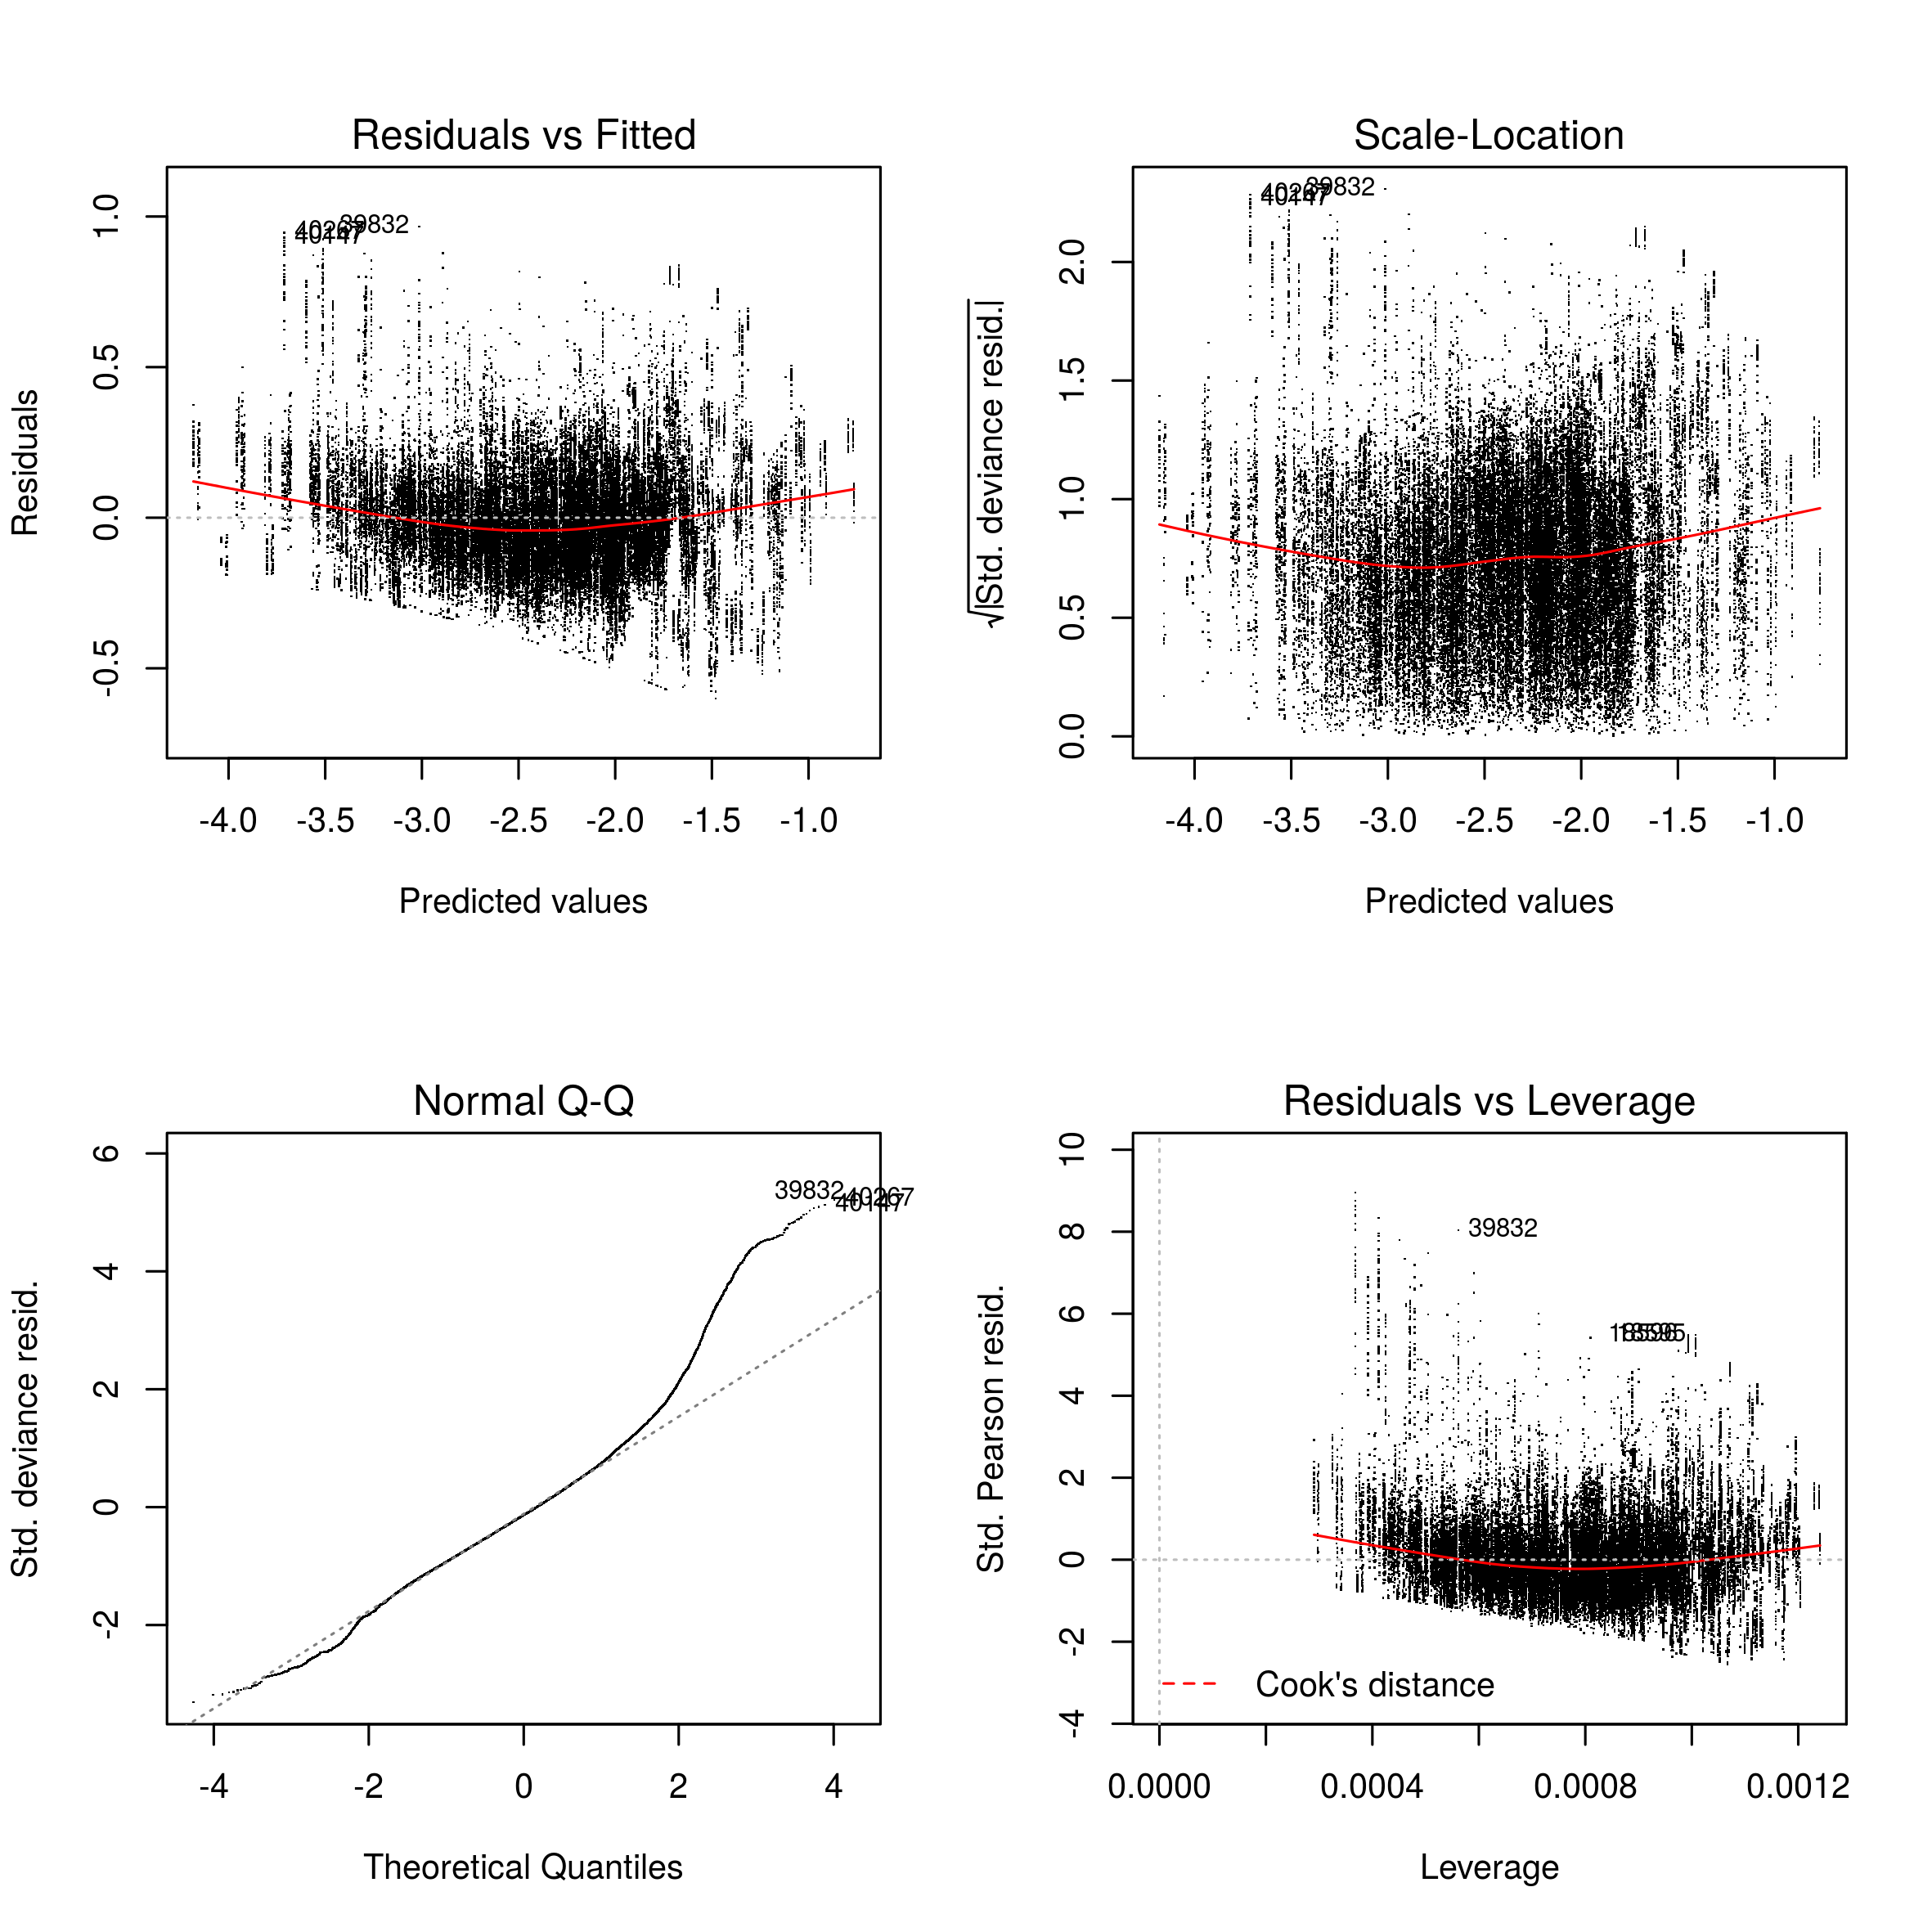 Residuals vs Fitted
Residuals
1.0
0.5
0.0
-0.5
39832
-4.0 -3.5 -3.0 -2.5 -2.0 -1.5 -1.0
Predicted values
Scale-Location
√|Std. deviance resid.|
2.0
1.5
1.0
0.5
0.0
39832
-4.0 -3.5 -3.0 -2.5 -2.0 -1.5 -1.0
Predicted values
Normal Q-Q
Std. deviance resid.
6
4
2
0
-2
39832 40267
40147
-4 -2 0 2 4
Theoretical Quantiles
Residuals vs Leverage
Std. Pearson resid.
10
8
6
4
2
0
-2
-4
39832
Cook's distance
0.0000 0.0004 0.0008 0.0012
Leverage